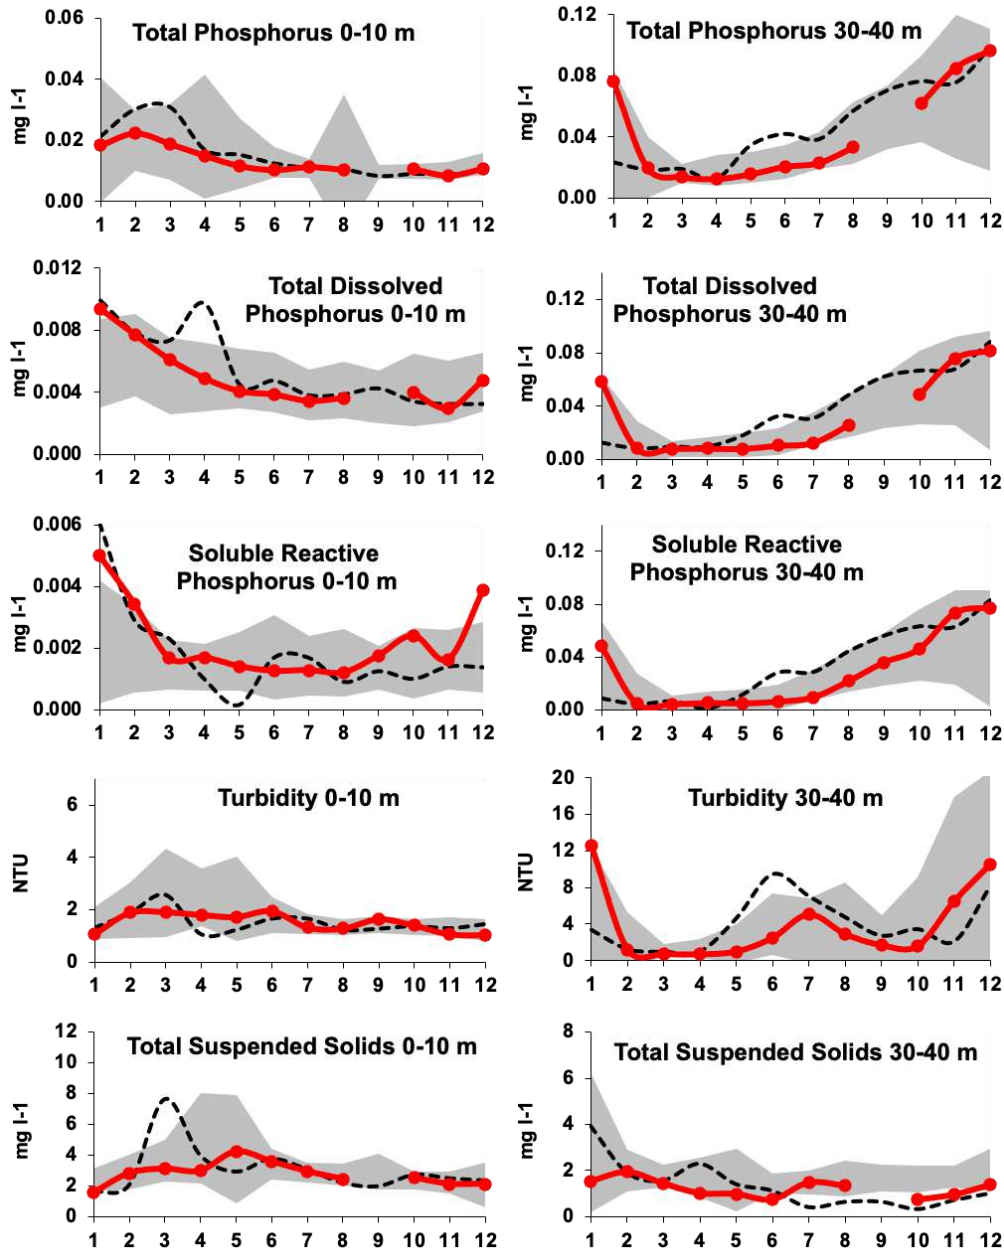 Total Phosphorus 0-10 m
mg l-1
0.06
0.04
0.02
0.00
1 2 3 4 5 6 7 8 9 10 11 12
Total Phosphorus 30-40 m
mg l-1
0.12
0.08
0.04
0.00
1 2 3 4 5 6 7 8 9 10 11 12
Total Dissolved
Phosphorus 0-10 m
mg l-1
0.012
0.008
0.004
0.000
1 2 3 4 5 6 7 8 9 10 11 12
Total Dissolved
Phosphorus 30-40 m
mg l-1
0.12
0.08
0.04
0.00
1 2 3 4 5 6 7 8 9 10 11 12
Soluble Reactive
Phosphorus 0-10 m
mg l-1
0.006
0.004
0.002
0.000
1 2 3 4 5 6 7 8 9 10 11 12
Soluble Reactive
Phosphorus 30-40 m
mg l-1
0.12
0.08
0.04
0.00
1 2 3 4 5 6 7 8 9 10 11 12
Turbidity 0-10 m
NTU
6
4
2
0
1 2 3 4 5 6 7 8 9 10 11 12
Turbidity 30-40 m
NTU
20
16
12
8
4
0
1 2 3 4 5 6 7 8 9 10 11 12
Total Suspended Solids 0-10 m
mg l-1
12
10
8
6
4
2
0
1 2 3 4 5 6 7 8 9 10 11 12
Total Suspended Solids 30-40 m
mg l-1
8
6
4
2
0
1 2 3 4 5 6 7 8 9 10 11 12